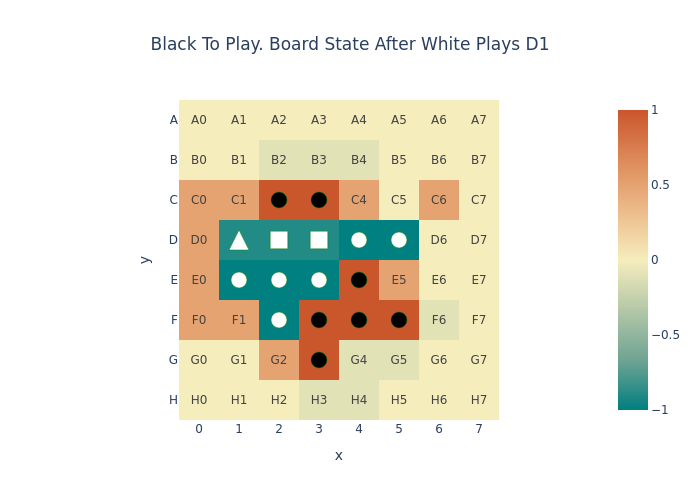 Black To Play. Board State After White Plays D1
A A0 A1 A2 A3 A4 A5 A6 A7
B B0 B1 B2 B3 B4 B5 B6 B7
C C0 C1 C4 C5 C6 C7
D D0 D6 D7
E E0 E5 E6 E7
F F0 F1 F6 F7
G G0 G1 G2 G4 G5 G6 G7
H H0 H1 H2 H3 H4 H5 H6 H7
0 1 2 3 4 5 6 7
x
y
1
0.5
0
−0.5
−1